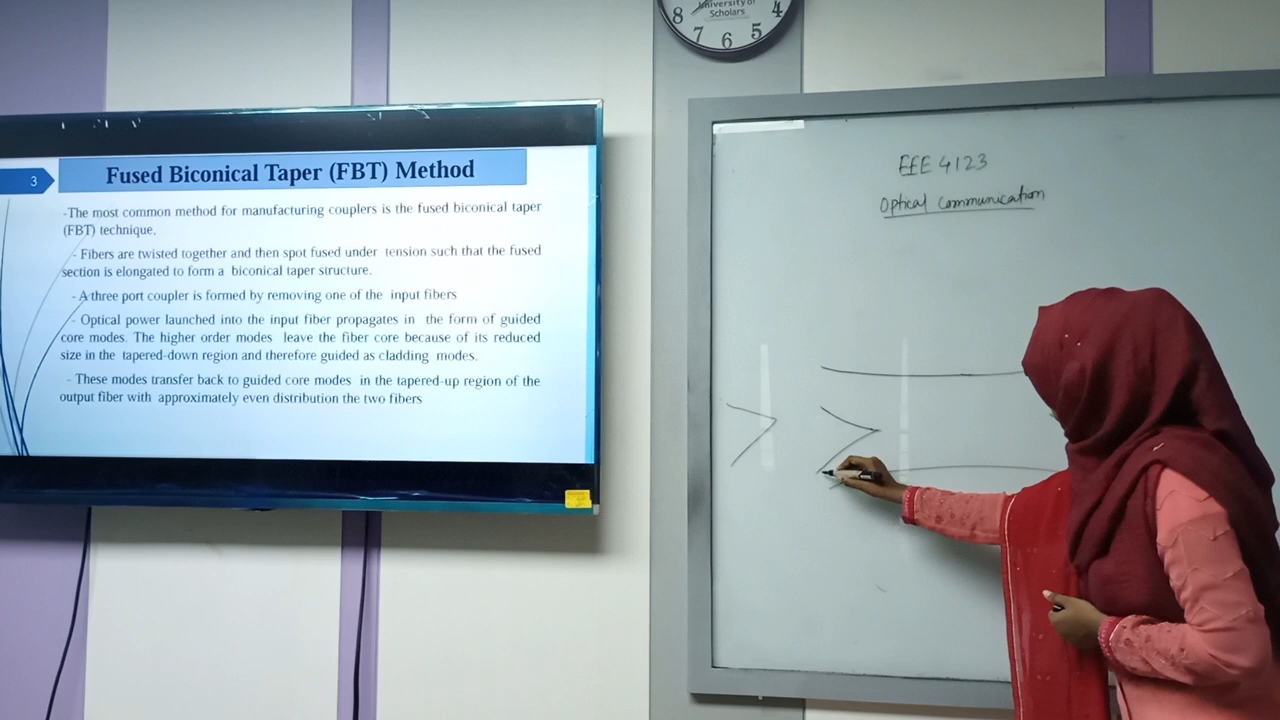 8
7
6
5
4
University of
Scholars
3
Fused Biconical Taper (FBT) Method
-The most common method for manufacturing couplers is the fused biconical taper
(FBT) technique.
- Fibers are twisted together and then spot fused under tension such that the fused
section is elongated to form a biconical taper structure.
- A three port coupler is formed by removing one of the input fibers
- Optical power launched into the input fiber propagates in the form of guided
core modes. The higher order modes leave the fiber core because of its reduced
size in the tapered-down region and therefore guided as cladding modes.
- These modes transfer back to guided core modes in the tapered-up region of the
output fiber with approximately even distribution the two fibers
EEE 4123
Optical Communication